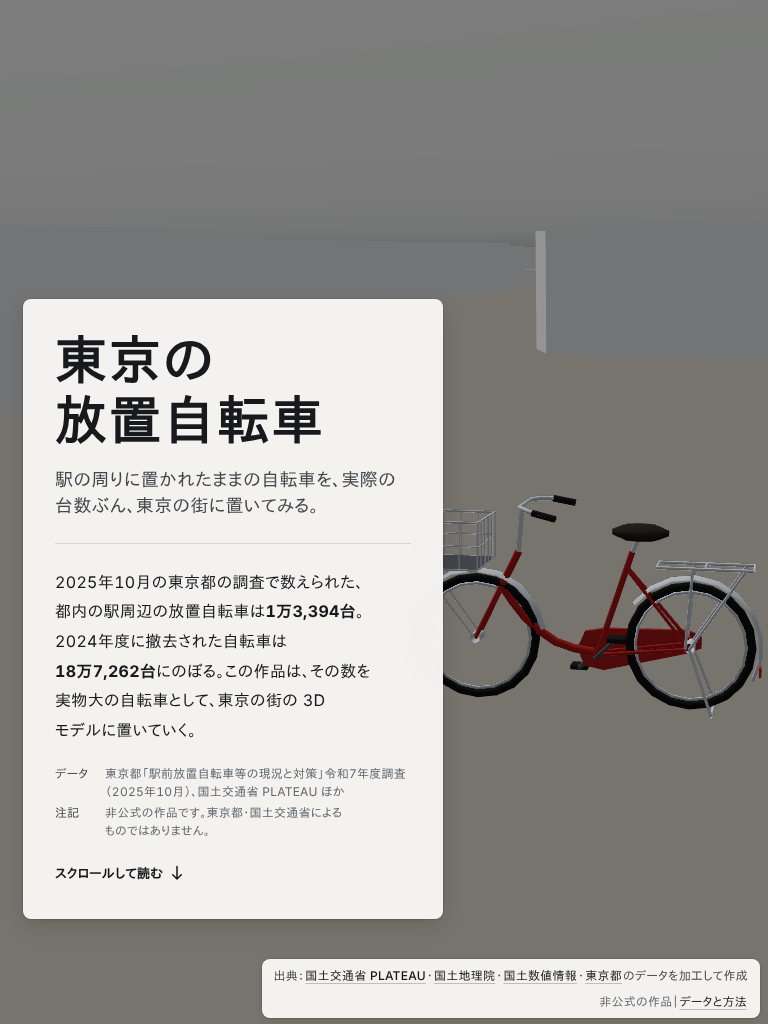 東京の
放置自転車
駅の周りに置かれたままの自転車を、実際の
台数ぶん、東京の街に置いてみる。
2025年10月の東京都の調査で数えられた、
都内の駅周辺の放置自転車は1万3,394台。
2024年度に撤去された自転車は
18万7,262台にのぼる。この作品は、その数を
実物大の自転車として、東京の街の 3D
モデルに置いていく。
データ 東京都「駅前放置自転車等の現況と対策」令和7年度調査
（2025年10月）、国土交通省 PLATEAU ほか
注記 非公式の作品です。東京都·国土交通省による
ものではありません。
スクロールして読む ↓
出典: 国土交通省 PLATEAU · 国土地理院 · 国土数値情報 · 東京都のデータを加工して作成
非公式の作品|データと方法